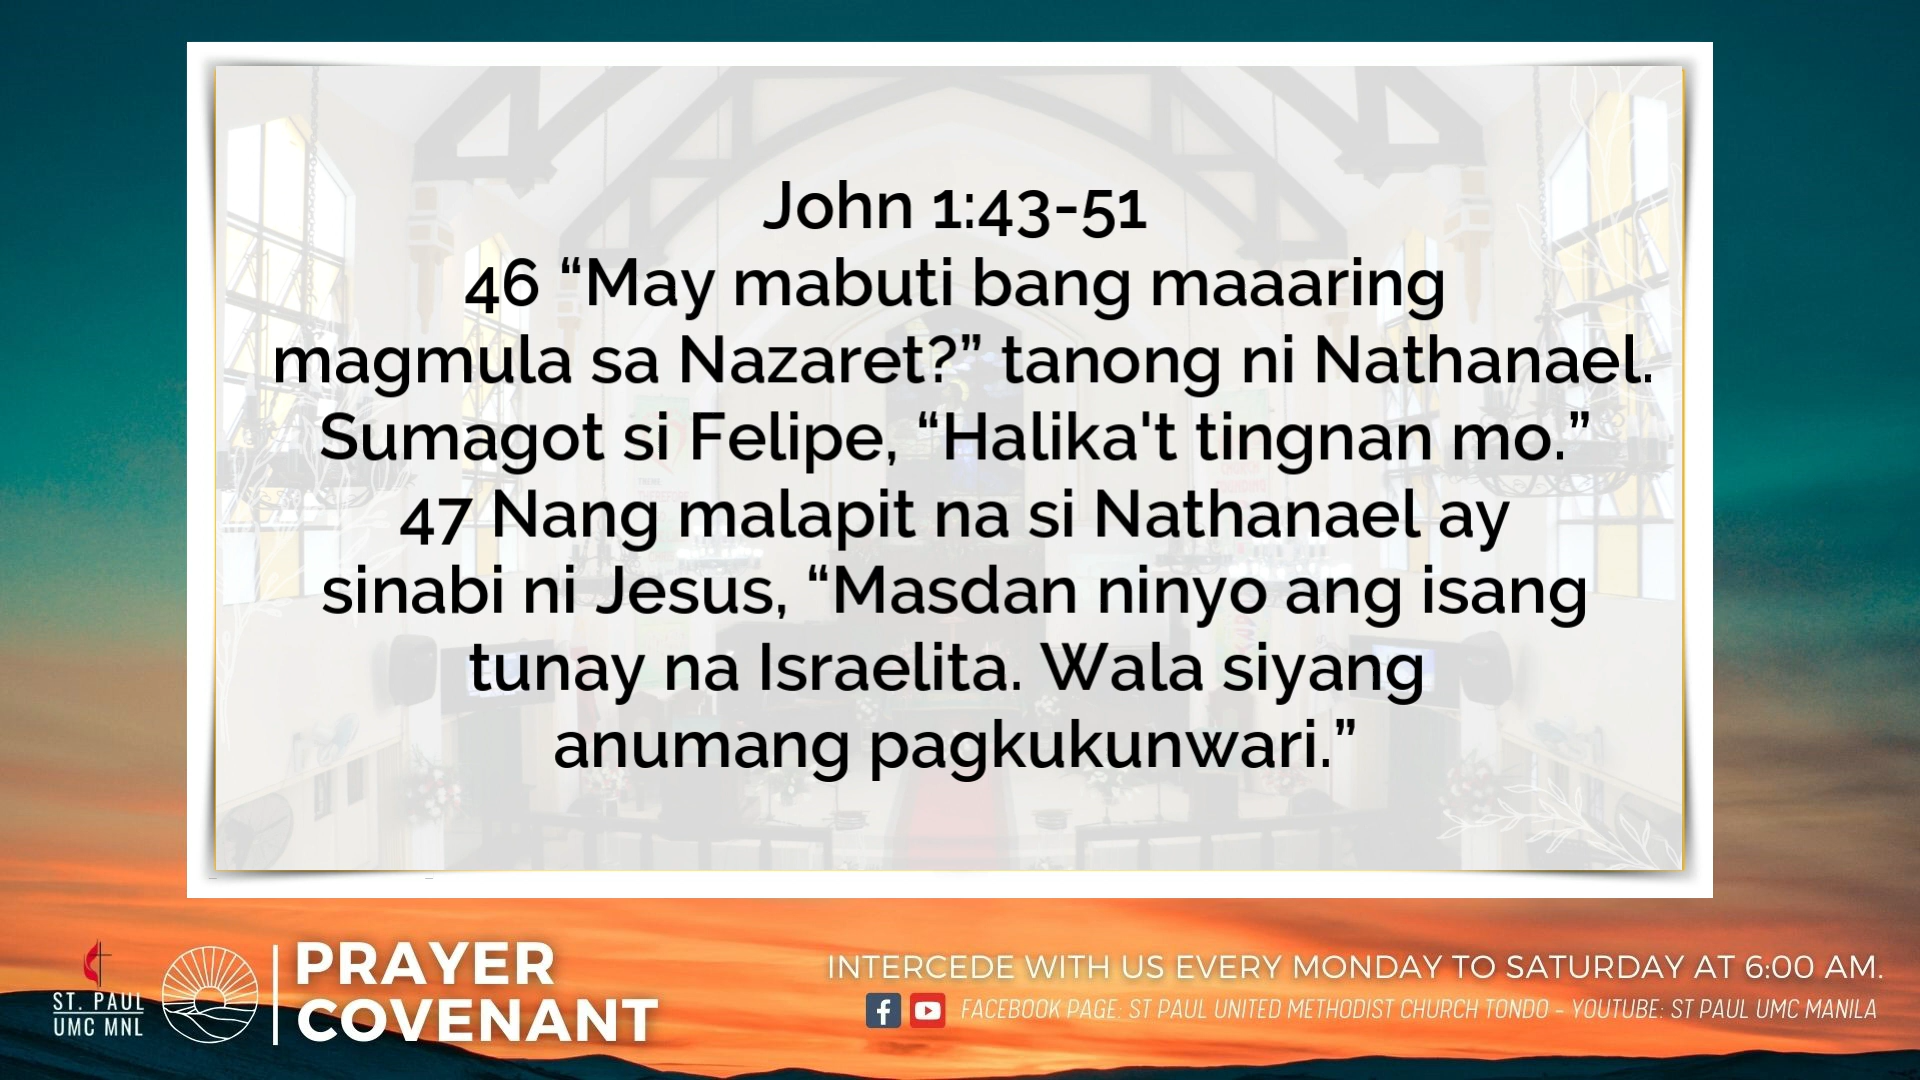 John 1:43-51
46 “May mabuti bang maaaring
magmula sa Nazaret?” tanong ni Nathanael.
Sumagot si Felipe, “Halika't tingnan mo.”
47 Nang malapit na si Nathanael ay
sinabi ni Jesus, “Masdan ninyo ang isang
tunay na Israelita. Wala siyang
anumang pagkukunwari.”
ST. PAUL
UMC MNL
PRAYER
COVENANT
INTERCEDE WITH US EVERY MONDAY TO SATURDAY AT 6:00 AM.
FACEBOOK PAGE: ST PAUL UNITED METHODIST CHURCH TONDO - YOUTUBE: ST PAUL UMC MANILA